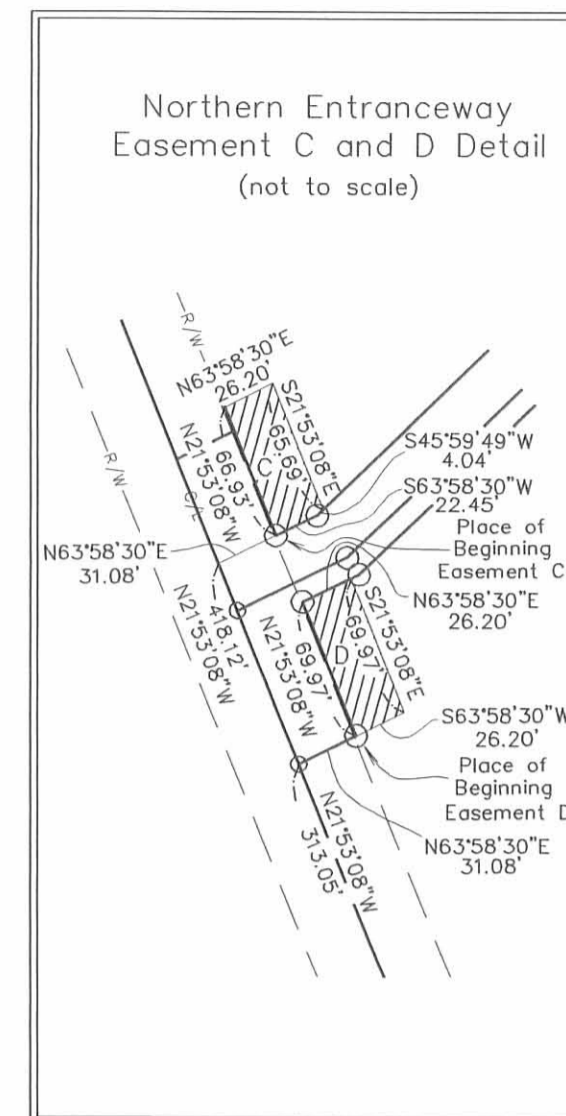 Northern Entranceway
Easement C and D Detail
(not to scale)
R/W
N63°58'30"E
26.20'
S21°53'08"E
65.69'
C
66.93'
N21°53'08"W
C/L
R/W
S45°59'49"W
4.04'
S63°58'30"W
22.45'
Place of
Beginning
Easement C
N63°58'30"E
31.08'
N63°58'30"E
26.20'
418.12'
N21°53'08"W
N21°53'08"W
69.97'
D
69.97'
S21°53'08"E
S63°58'30"W
26.20'
Place of
Beginning
Easement D
N63°58'30"E
31.08'
N21°53'08"W
313.05'